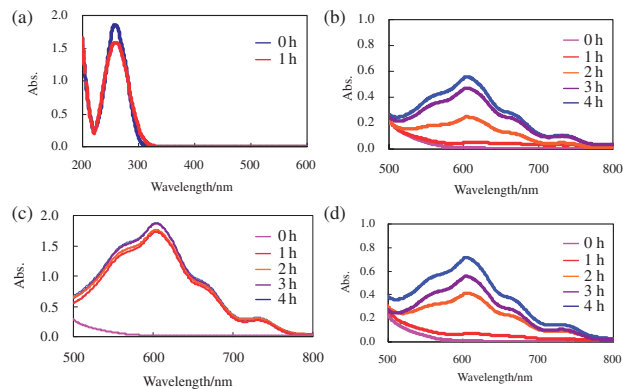 (a)
2.0
1.5
1.0
0.5
0.0
Abs.
0 h
1 h
200 300 400 500 600
Wavelength/nm
(b)
1.0
0.8
0.6
0.4
0.2
0.0
Abs.
0 h
1 h
2 h
3 h
4 h
500 600 700 800
Wavelength/nm
(c)
2.0
1.5
1.0
0.5
0.0
Abs.
0 h
1 h
2 h
3 h
4 h
500 600 700 800
Wavelength/nm
(d)
1.0
0.8
0.6
0.4
0.2
0.0
Abs.
0 h
1 h
2 h
3 h
4 h
500 600 700 800
Wavelength/nm